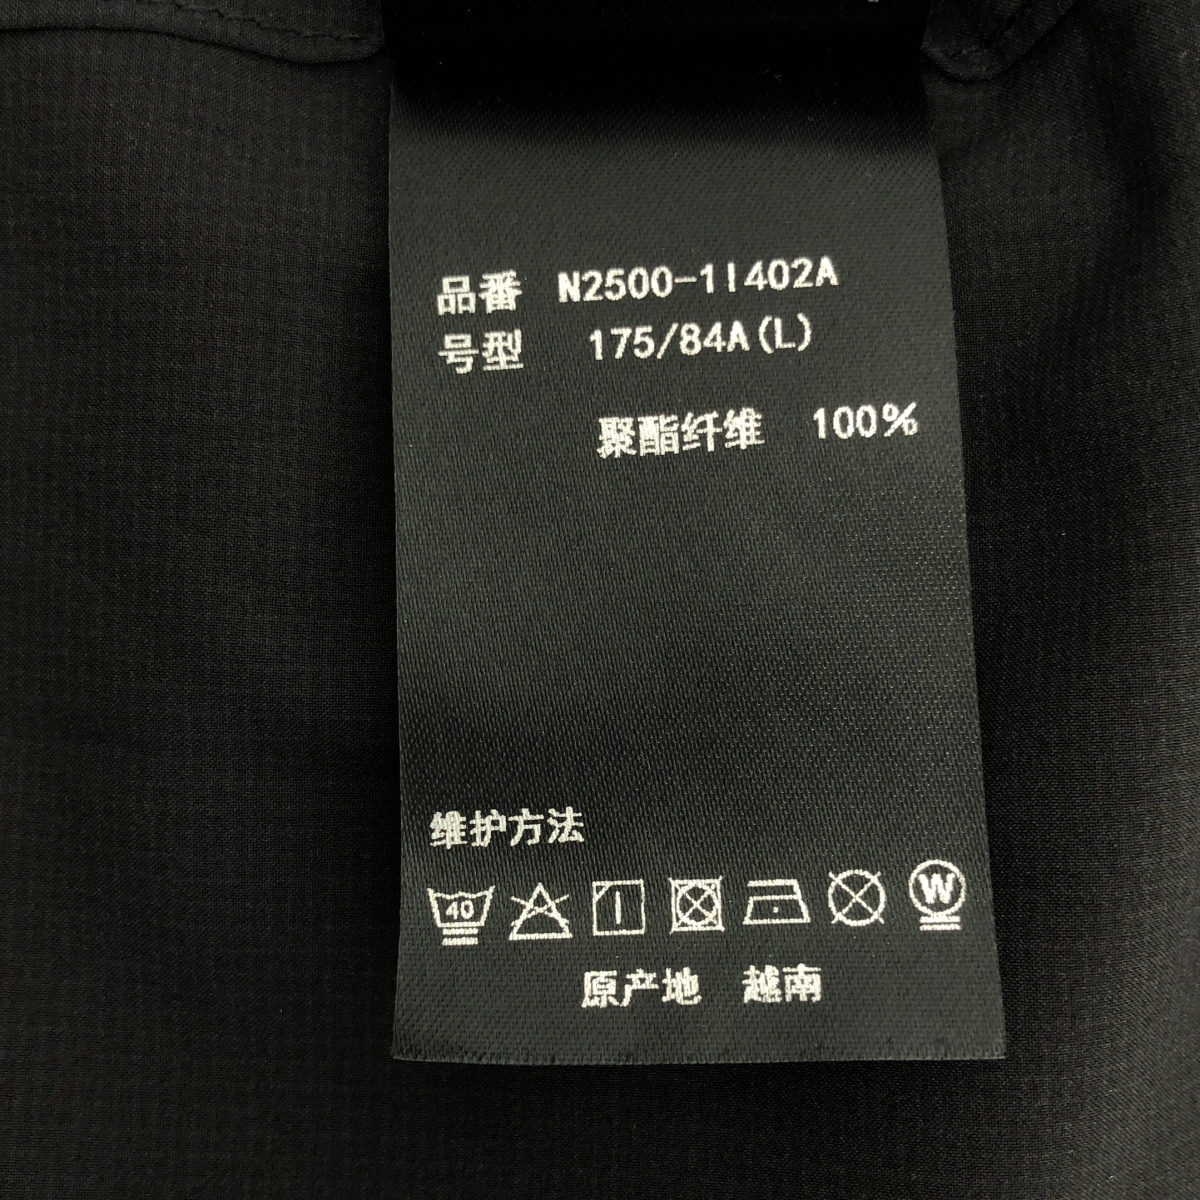 品番 N2500-1I402A
号型 175/84A(L)
聚酯纤维 100%
维护方法
40 W
原产地 越南